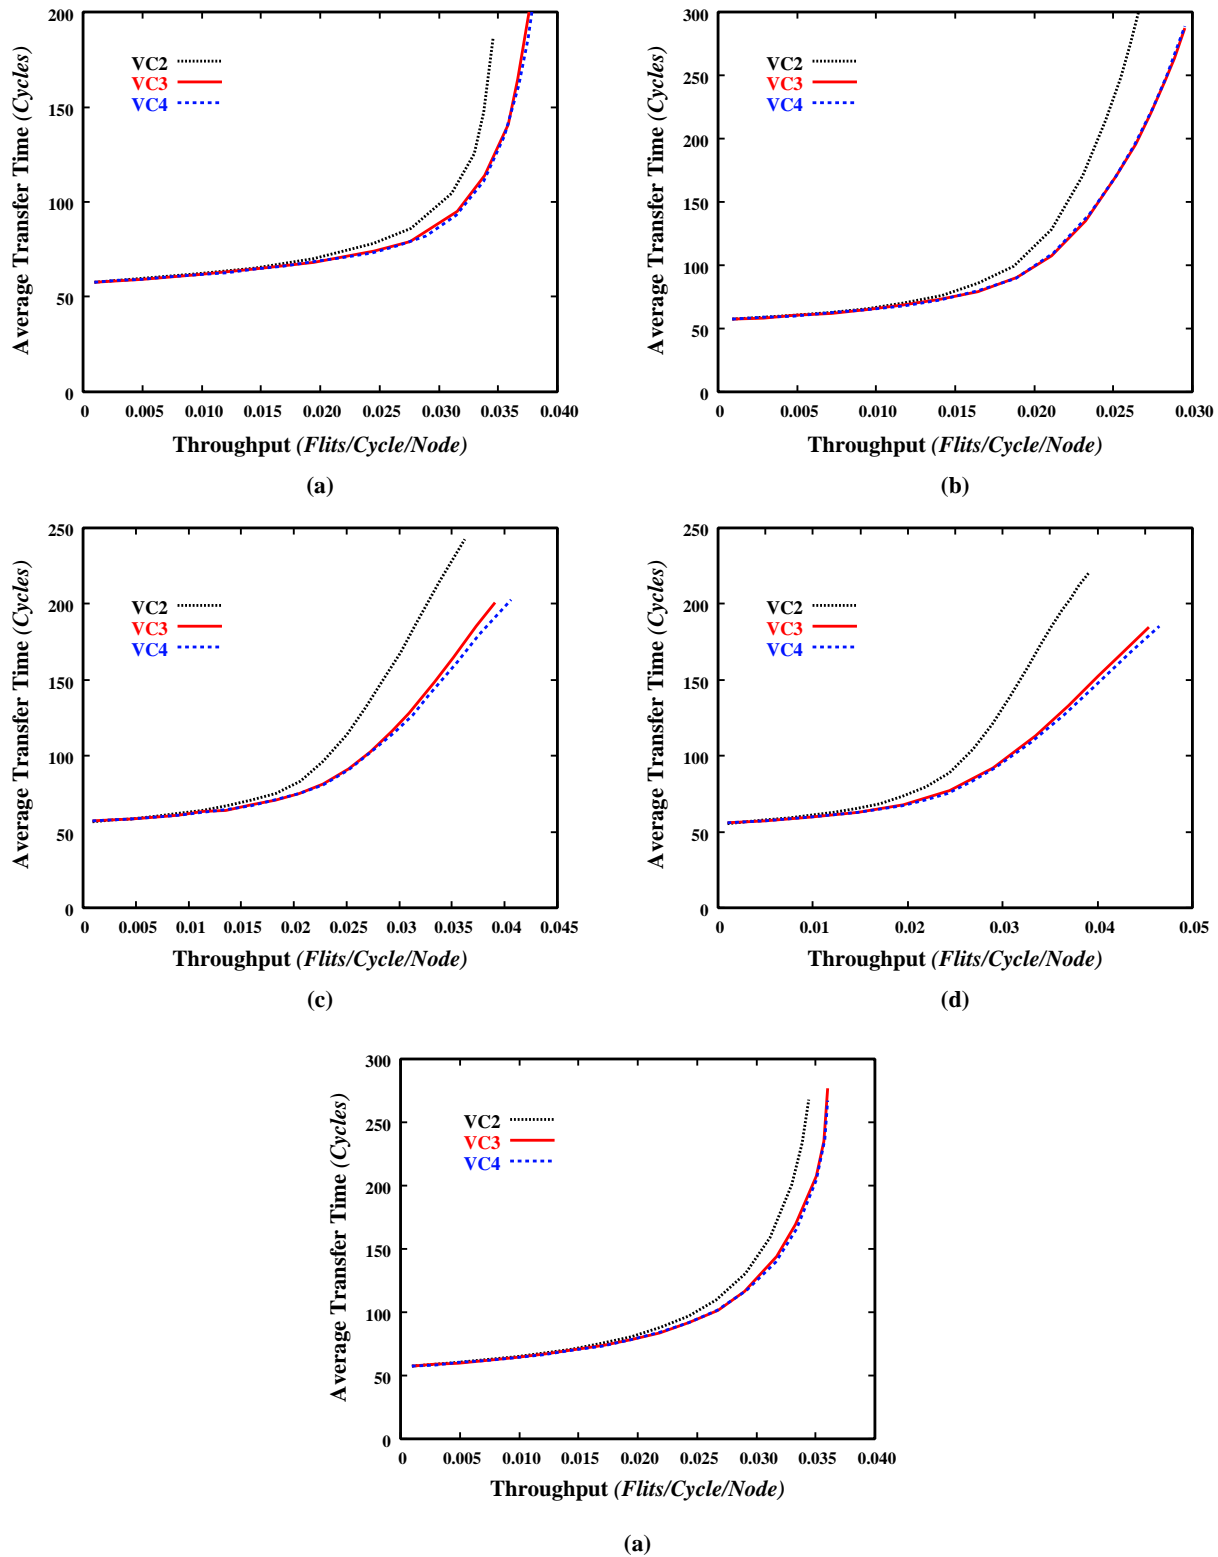 200
150
100
50
0
Average Transfer Time (Cycles)
VC2
VC3
VC4
0 0.005 0.010 0.015 0.020 0.025 0.030 0.035 0.040
Throughput (Flits/Cycle/Node)
(a)
300
250
200
150
100
50
0
Average Transfer Time (Cycles)
VC2
VC3
VC4
0 0.005 0.010 0.015 0.020 0.025 0.030
Throughput (Flits/Cycle/Node)
(b)
250
200
150
100
50
0
Average Transfer Time (Cycles)
VC2
VC3
VC4
0 0.005 0.01 0.015 0.02 0.025 0.03 0.035 0.04 0.045
Throughput (Flits/Cycle/Node)
(c)
250
200
150
100
50
0
Average Transfer Time (Cycles)
VC2
VC3
VC4
0 0.01 0.02 0.03 0.04 0.05
Throughput (Flits/Cycle/Node)
(d)
300
250
200
150
100
50
0
Average Transfer Time (Cycles)
VC2
VC3
VC4
0 0.005 0.010 0.015 0.020 0.025 0.030 0.035 0.040
Throughput (Flits/Cycle/Node)
(a)